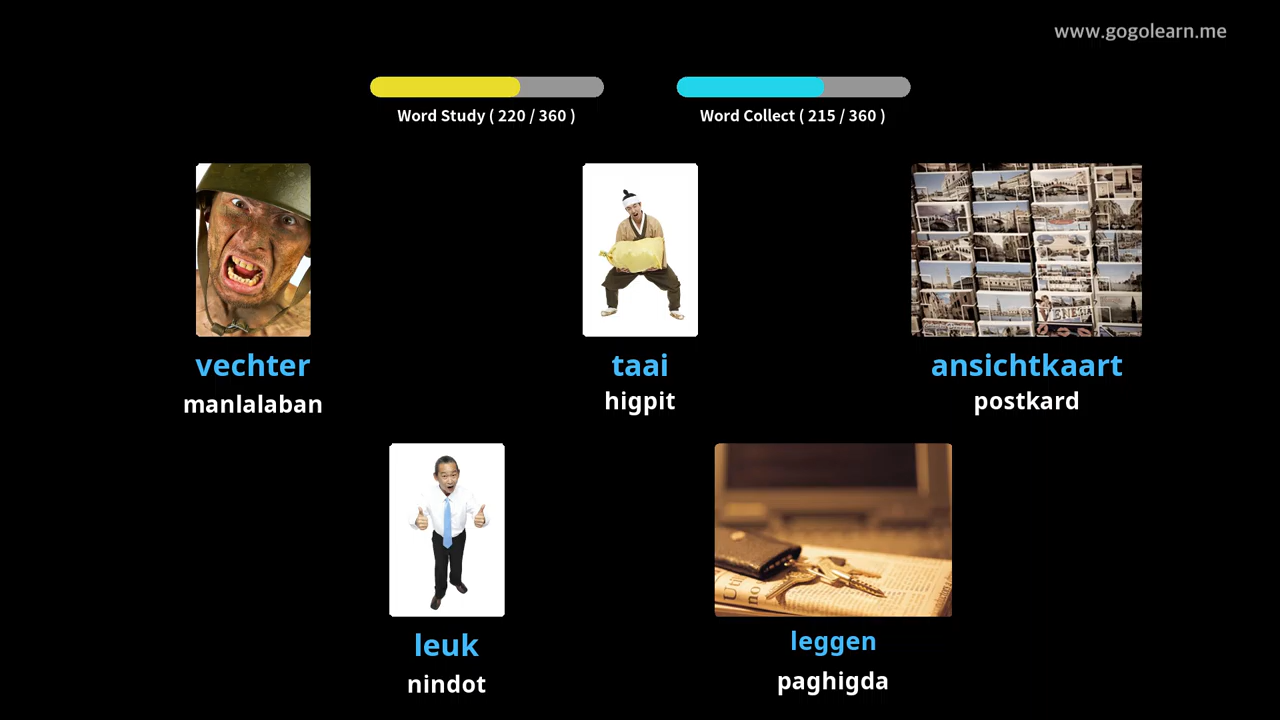 www.gogolearn.me
Word Study ( 220 / 360 )
Word Collect ( 215 / 360 )
VENEZIA
vechter
manlalaban
taai
higpit
ansichtkaart
postkard
leuk
nindot
leggen
paghigda